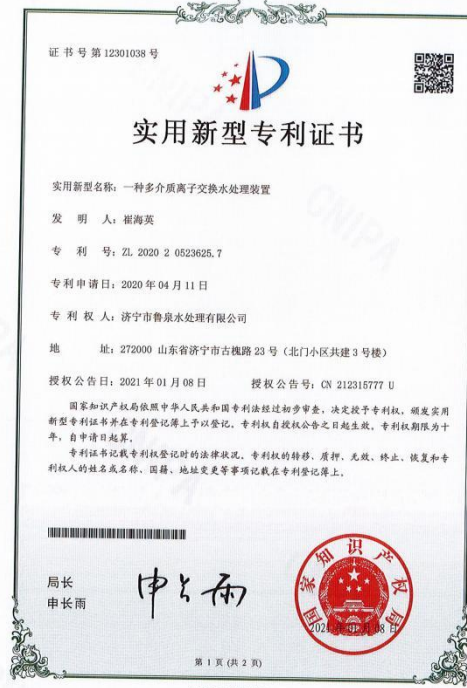 证书号第12301038号
实用新型专利证书
实用新型名称：一种多介质离子交换水处理装置
发 明 人：崔海英
专 利 号：ZL 2020 2 0523625.7
专利申请日：2020年04月11日
专 利 权 人：济宁市鲁泉水处理有限公司
地 址：272000 山东省济宁市古槐路23号（北门小区共建3号楼）
授权公告日：2021年01月08日 授权公告号：CN 212315777 U
国家知识产权局依照中华人民共和国专利法经过初步审查，决定授予专利权，颁发实用
新型专利证书并在专利登记簿上予以登记。专利权自授权公告之日起生效。专利权期限为十
年，自申请日起算。
专利证书记载专利权登记时的法律状况。专利权的转移、质押、无效、终止、恢复和专
利权人的姓名或名称、国籍、地址变更等事项记载在专利登记簿上。
局长
申长雨
申长雨
国家知识产权局
2021年01月08日
第 1 页 (共 2 页)
CNIPA